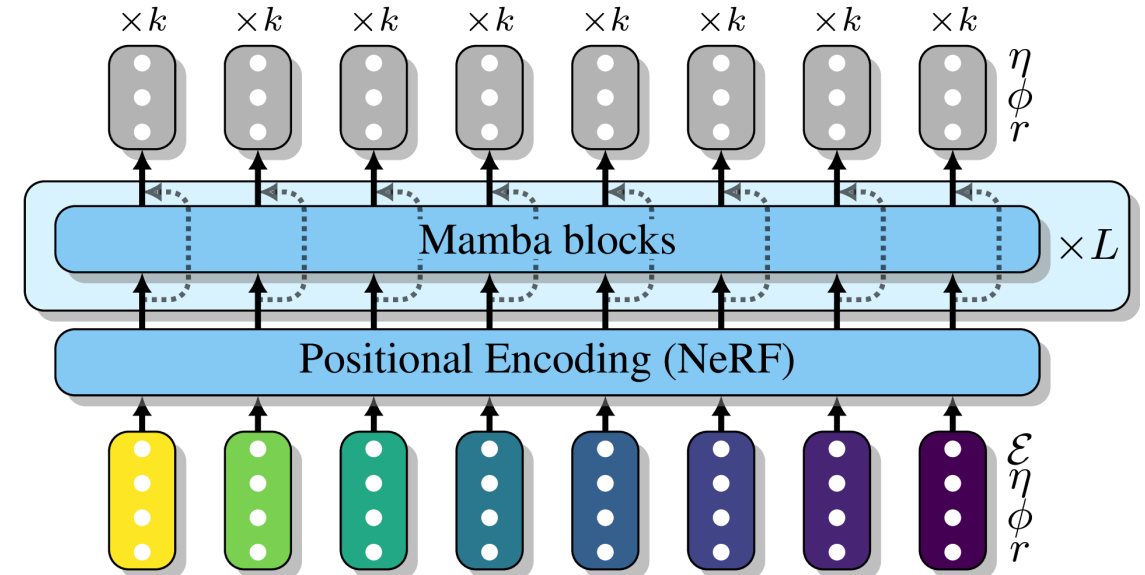 ×k ×k ×k ×k ×k ×k ×k ×k
η
ϕ
r
Mamba blocks
×L
Positional Encoding (NeRF)
ℰ
η
ϕ
r